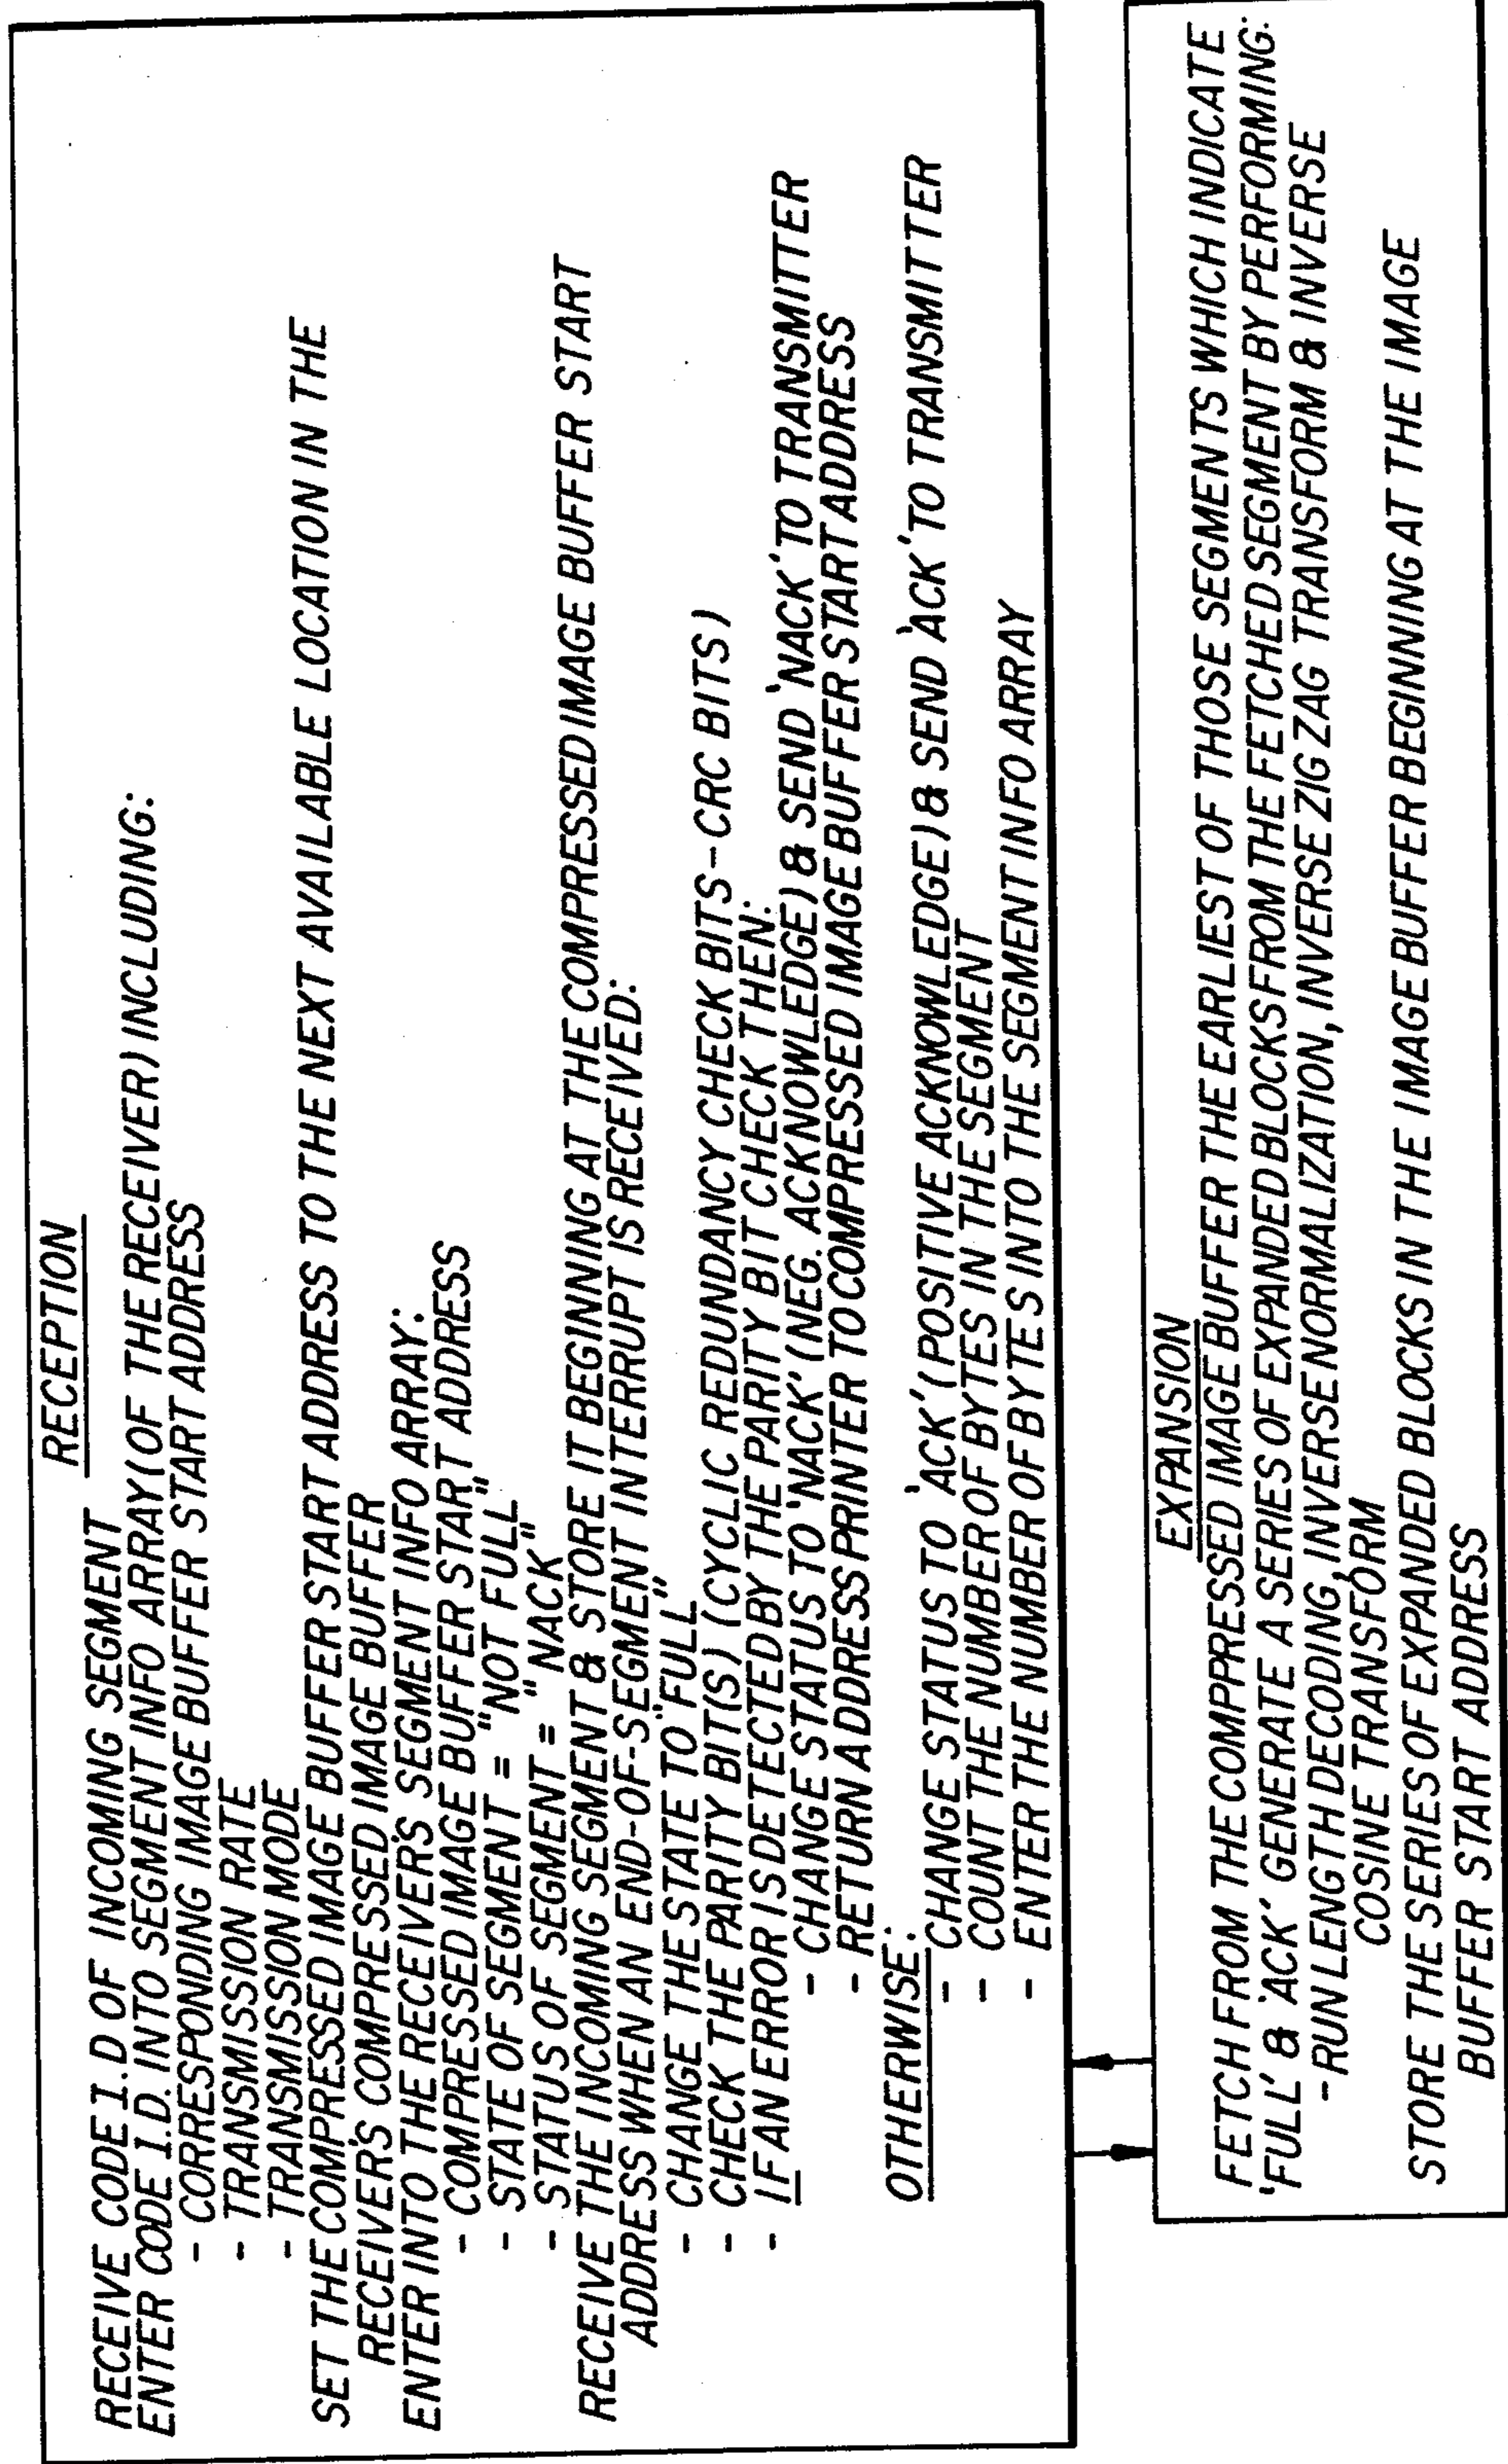 RECEPTION
RECEIVE CODE I.D OF INCOMING SEGMENT
ENTER CODE I.D. INTO SEGMENT INFO ARRAY (OF THE RECEIVER) INCLUDING:
- CORRESPONDING IMAGE BUFFER START ADDRESS
- TRANSMISSION RATE
- TRANSMISSION MODE
SET THE COMPRESSED IMAGE BUFFER START ADDRESS TO THE NEXT AVAILABLE LOCATION IN THE
RECEIVER'S COMPRESSED IMAGE BUFFER
ENTER INTO THE RECEIVER'S SEGMENT INFO ARRAY:
- COMPRESSED IMAGE BUFFER START ADDRESS
- STATE OF SEGMENT = "NOT FULL"
- STATUS OF SEGMENT = "NACK"
RECEIVE THE INCOMING SEGMENT & STORE IT BEGINNING AT THE COMPRESSED IMAGE BUFFER START
ADDRESS WHEN AN END-OF-SEGMENT INTERRUPT IS RECEIVED:
- CHANGE THE STATE TO "FULL"
- CHECK THE PARITY BIT(S) (CYCLIC REDUNDANCY CHECK BITS-CRC BITS)
- IF AN ERROR IS DETECTED BY THE PARITY BIT CHECK THEN:
- CHANGE STATUS TO 'NACK' (NEG. ACKNOWLEDGE) & SEND 'NACK' TO TRANSMITTER
- RETURN ADDRESS PRINTER TO COMPRESSED IMAGE BUFFER START ADDRESS
OTHERWISE:
- CHANGE STATUS TO 'ACK' (POSITIVE ACKNOWLEDGE) & SEND 'ACK' TO TRANSMITTER
- COUNT THE NUMBER OF BYTES IN THE SEGMENT
- ENTER THE NUMBER OF BYTES INTO THE SEGMENT INFO ARRAY
EXPANSION
FETCH FROM THE COMPPRESSED IMAGE BUFFER THE EARLIEST OF THOSE SEGMENTS WHICH INDICATE
'FULL' & 'ACK' GENERATE A SERIES OF EXPANDED BLOCKS FROM THE FETCHED SEGMENT BY PERFORMING:
- RUN LENGTH DECODING, INVERSE NORMALIZATION, INVERSE ZIG ZAG TRANSFORM & INVERSE
COSINE TRANSFORM
STORE THE SERIES OF EXPANDED BLOCKS IN THE IMAGE BUFFER BEGINNING AT THE IMAGE
BUFFER START ADDRESS